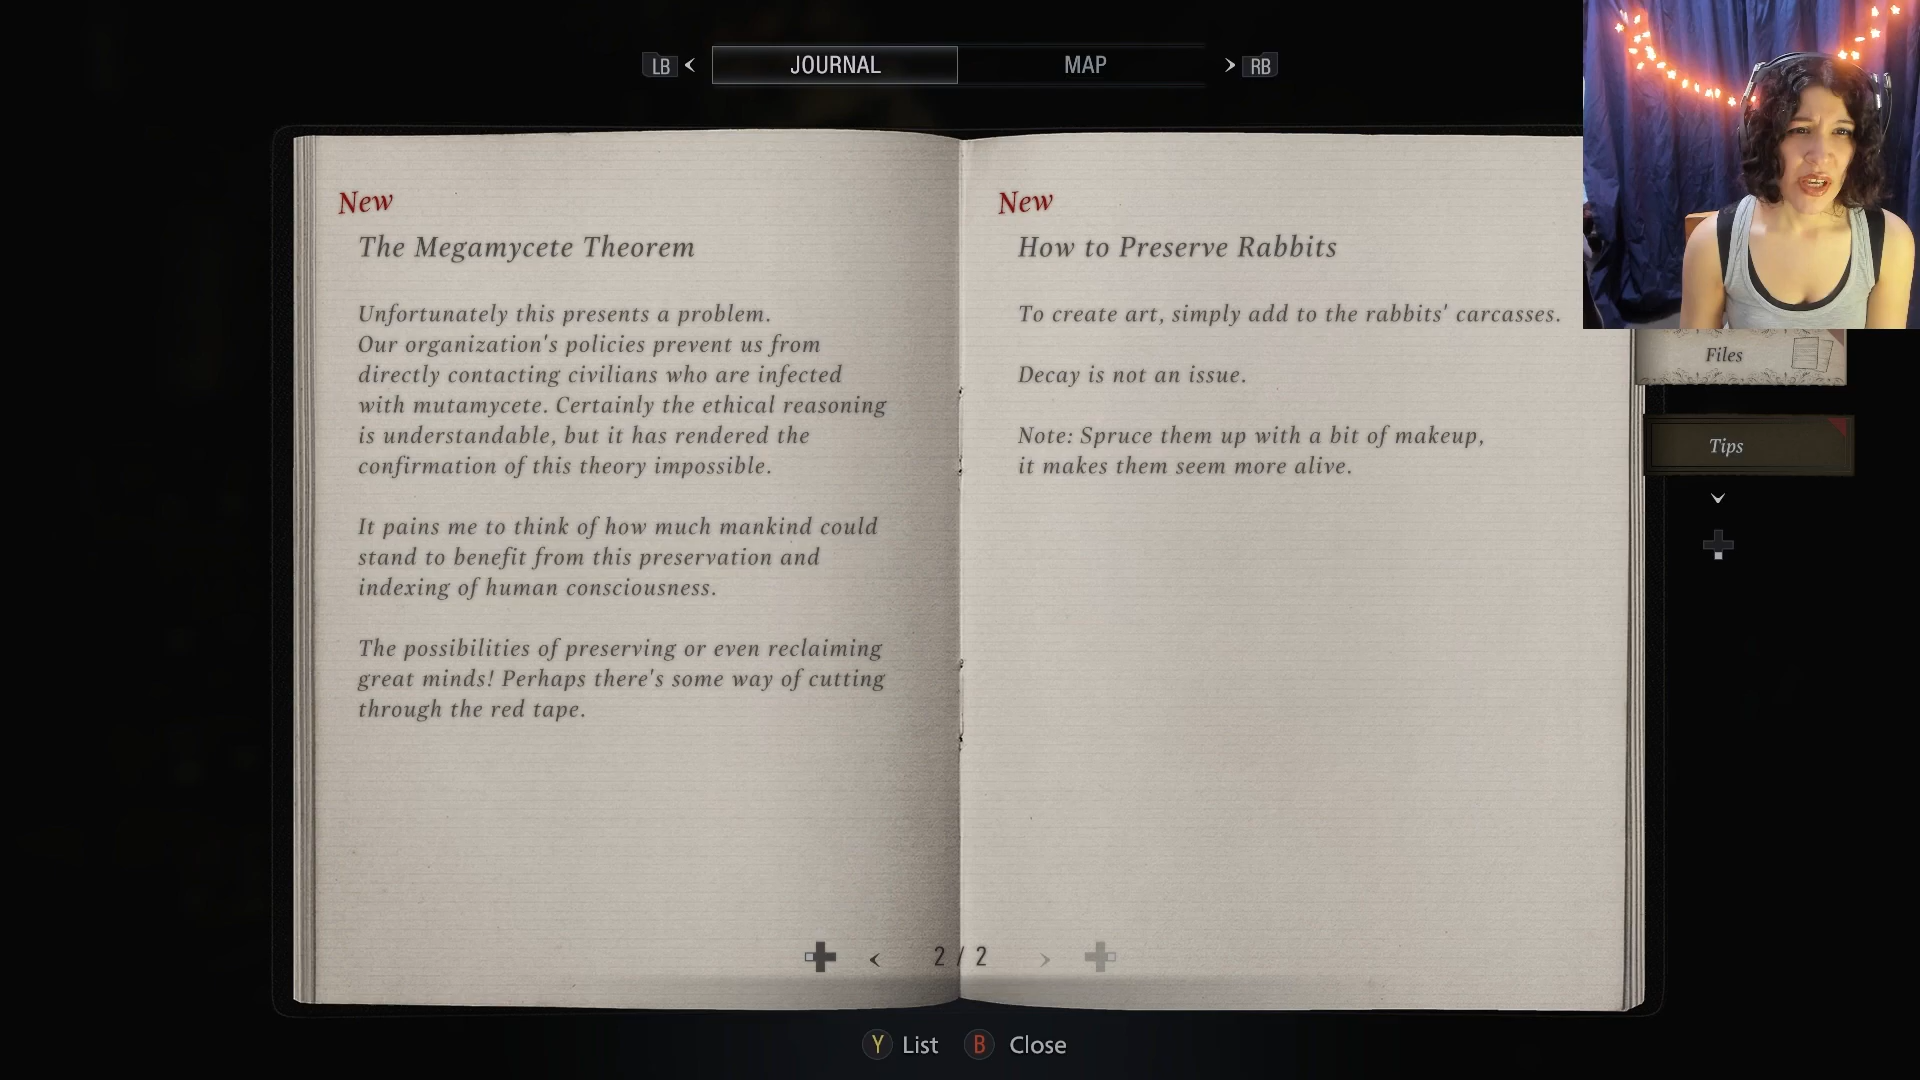 LB
JOURNAL
MAP
RB
New
The Megamycete Theorem
Unfortunately this presents a problem.
Our organization's policies prevent us from
directly contacting civilians who are infected
with mutamycete. Certainly the ethical reasoning
is understandable, but it has rendered the
confirmation of this theory impossible.
It pains me to think of how much mankind could
stand to benefit from this preservation and
indexing of human consciousness.
The possibilities of preserving or even reclaiming
great minds! Perhaps there's some way of cutting
through the red tape.
New
How to Preserve Rabbits
To create art, simply add to the rabbits' carcasses.
Decay is not an issue.
Note: Spruce them up with a bit of makeup,
it makes them seem more alive.
Files
Tips
2 / 2
Y List B Close